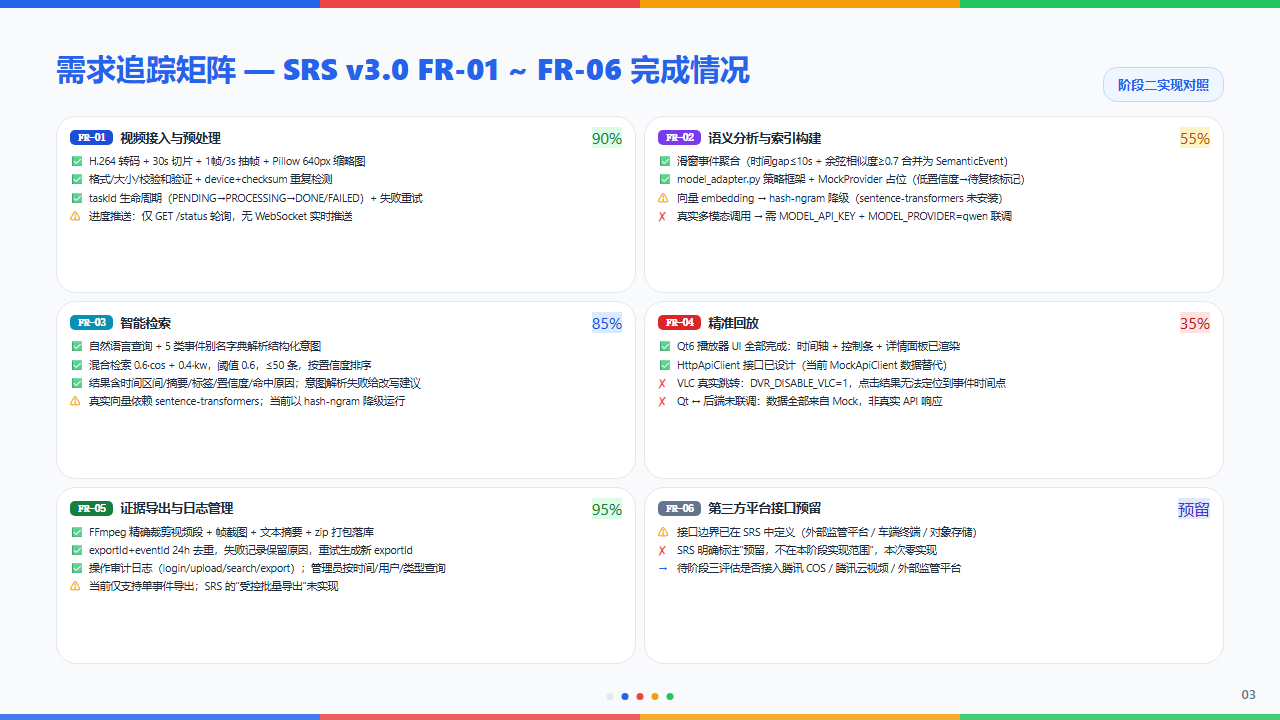 需求追踪矩阵 — SRS v3.0 FR-01 ~ FR-06 完成情况
阶段二实现对照
FR-01 视频接入与预处理 90%
✅ H.264 转码 + 30s 切片 + 1帧/3s 抽帧 + Pillow 640px 缩略图
✅ 格式/大小/校验和验证 + device+checksum 重复检测
✅ taskId 生命周期（PENDING→PROCESSING→DONE/FAILED）+ 失败重试
⚠ 进度推送：仅 GET /status 轮询，无 WebSocket 实时推送
FR-02 语义分析与索引构建 55%
✅ 滑窗事件聚合（时间gap≤10s + 余弦相似度≥0.7 合并为 SemanticEvent）
✅ model_adapter.py 策略框架 + MockProvider 占位（低置信度→待复核标记）
⚠ 向量 embedding → hash-ngram 降级（sentence-transformers 未安装）
✗ 真实多模态调用 → 需 MODEL_API_KEY + MODEL_PROVIDER=qwen 联调
FR-03 智能检索 85%
✅ 自然语言查询 + 5 类事件别名字典解析结构化意图
✅ 混合检索 0.6·cos + 0.4·kw，阈值 0.6，≤50 条，按置信度排序
✅ 结果含时间区间/摘要/标签/置信度/命中原因；意图解析失败给改写建议
⚠ 真实向量依赖 sentence-transformers；当前以 hash-ngram 降级运行
FR-04 精准回放 35%
✅ Qt6 播放器 UI 全部完成：时间轴 + 控制条 + 详情面板已渲染
✅ HttpApiClient 接口已设计（当前 MockApiClient 数据替代）
✗ VLC 真实跳转：DVR_DISABLE_VLC=1，点击结果无法定位到事件时间点
✗ Qt ↔ 后端未联调：数据全部来自 Mock，非真实 API 响应
FR-05 证据导出与日志管理 95%
✅ FFmpeg 精确裁剪视频段 + 帧截图 + 文本摘要 + zip 打包落库
✅ exportId+eventId 24h 去重，失败记录保留原因，重试生成新 exportId
✅ 操作审计日志（login/upload/search/export）；管理员按时间/用户/类型查询
⚠ 当前仅支持单事件导出；SRS 的"受控批量导出"未实现
FR-06 第三方平台接口预留 预留
⚠ 接口边界已在 SRS 中定义（外部监管平台 / 车端终端 / 对象存储）
✗ SRS 明确标注"预留，不在本阶段实现范围"，本次零实现
→ 待阶段三评估是否接入腾讯 COS / 腾讯云视频 / 外部监管平台
03